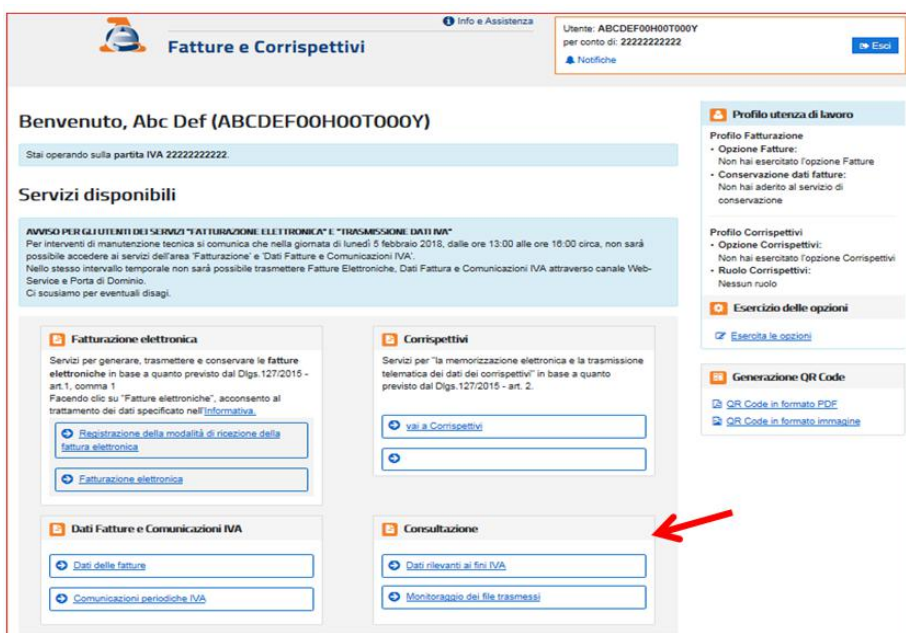 Fatture e Corrispettivi
Info e Assistenza
Utente: ABCDEF00H00T000Y
per conto di: 22222222222
Notifiche
Esci
Benvenuto, Abc Def (ABCDEF00H00T000Y)
Stai operando sulla partita IVA 22222222222.
Servizi disponibili
AVVISO PER GLI UTENTI DEI SERVIZI "FATTURAZIONE ELETTRONICA" E "TRASMISSIONE DATI IVA"
Per interventi di manutenzione tecnica si comunica che nella giornata di lunedì 5 febbraio 2018, dalle ore 13:00 alle ore 16:00 circa, non sarà
possibile accedere ai servizi dell'area 'Fatturazione' e 'Dati Fatture e Comunicazioni IVA'.
Nello stesso intervallo temporale non sarà possibile trasmettere Fatture Elettroniche, Dati Fattura e Comunicazioni IVA attraverso canale Web-
Service e Porta di Dominio.
Ci scusiamo per eventuali disagi.
Fatturazione elettronica
Servizi per generare, trasmettere e conservare le fatture
elettroniche in base a quanto previsto dal Dlgs.127/2015 -
art.1, comma 1
Facendo clic su "Fatture elettroniche", acconsento al
trattamento dei dati specificato nell'Informativa.
Registrazione della modalità di ricezione della
fattura elettronica
Fatturazione elettronica
Corrispettivi
Servizi per "la memorizzazione elettronica e la trasmissione
telematica dei dati dei corrispettivi" in base a quanto
previsto dal Dlgs.127/2015 - art. 2.
vai a Corrispettivi
Dati Fatture e Comunicazioni IVA
Dati delle fatture
Comunicazioni periodiche IVA
Consultazione
Dati rilevanti ai fini IVA
Monitoraggio dei file trasmessi
Profilo utenza di lavoro
Profilo Fatturazione
• Opzione Fatture:
Non hai esercitato l'opzione Fatture
• Conservazione dati fatture:
Non hai aderito al servizio di
conservazione
Profilo Corrispettivi
• Opzione Corrispettivi:
Non hai esercitato l'opzione Corrispettivi
• Ruolo Corrispettivi:
Nessun ruolo
Esercizio delle opzioni
Esercita le opzioni
Generazione QR Code
QR Code in formato PDF
QR Code in formato immagine